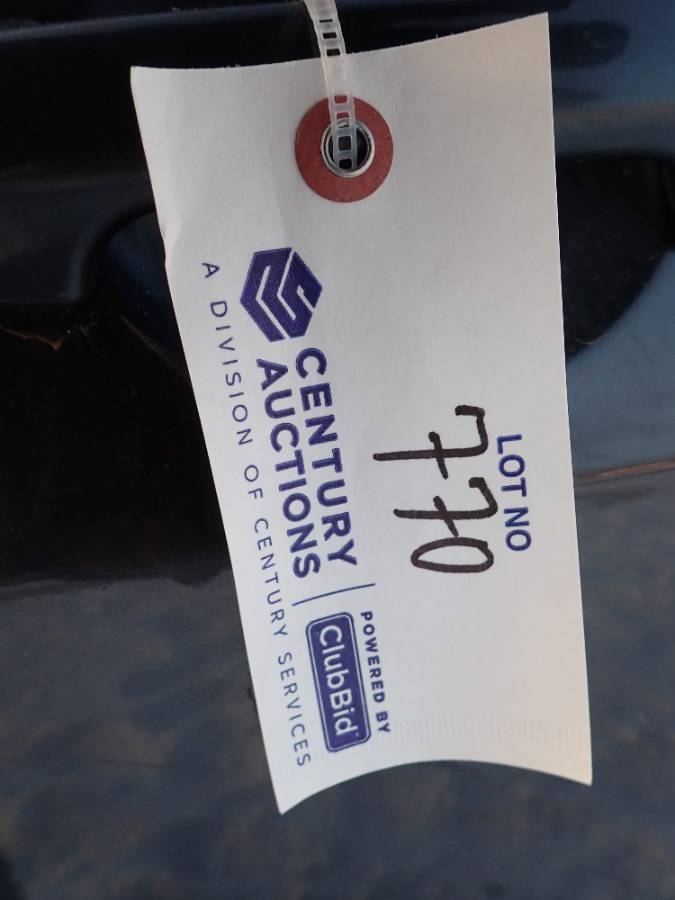 LOT NO
770
CENTURY
AUCTIONS
POWERED BY
ClubBid
A DIVISION OF CENTURY SERVICES